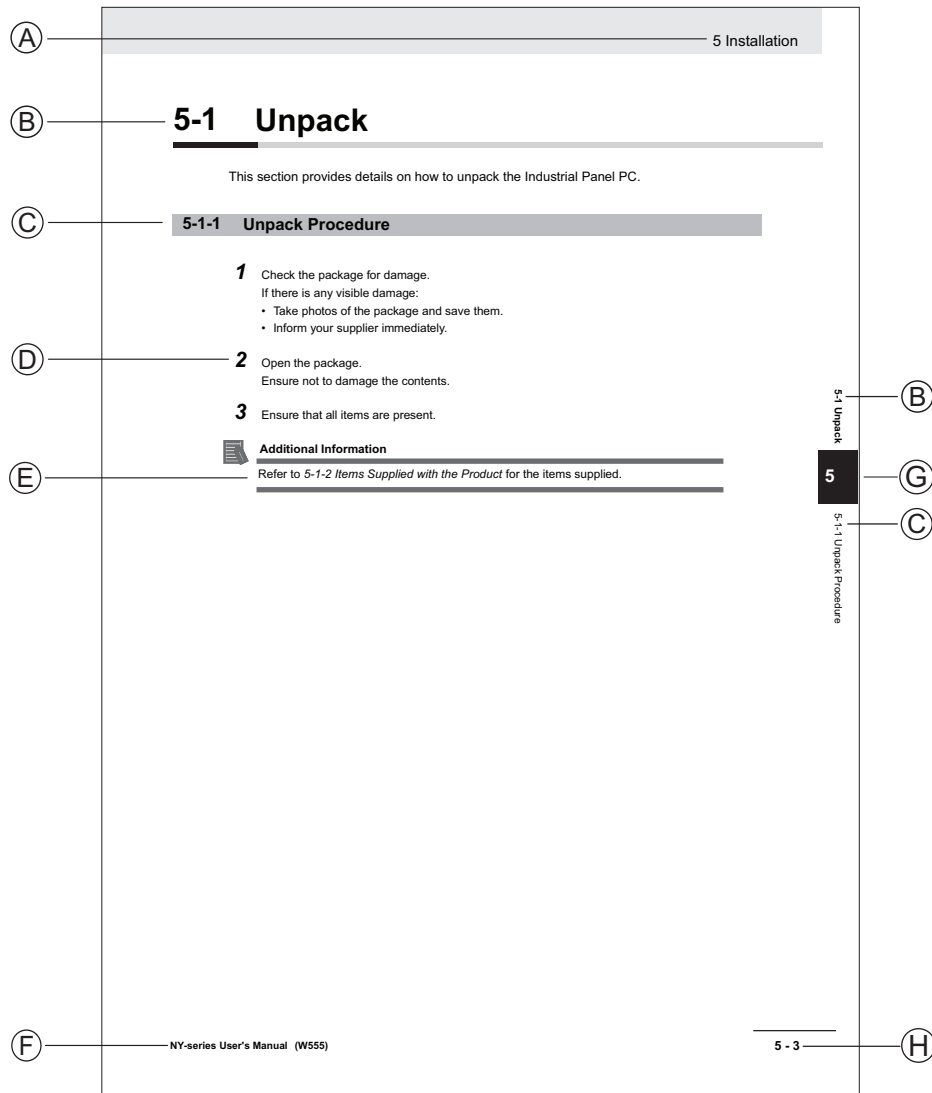 A
5 Installation
B
5-1 Unpack
This section provides details on how to unpack the Industrial Panel PC.
C
5-1-1 Unpack Procedure
1 Check the package for damage.
If there is any visible damage:
• Take photos of the package and save them.
• Inform your supplier immediately.
D
2 Open the package.
Ensure not to damage the contents.
3 Ensure that all items are present.
Additional Information
E
Refer to 5-1-2 Items Supplied with the Product for the items supplied.
5-1 Unpack
B
5
G
5-1-1 Unpack Procedure
C
F
NY-series User's Manual (W555)
5 - 3
H